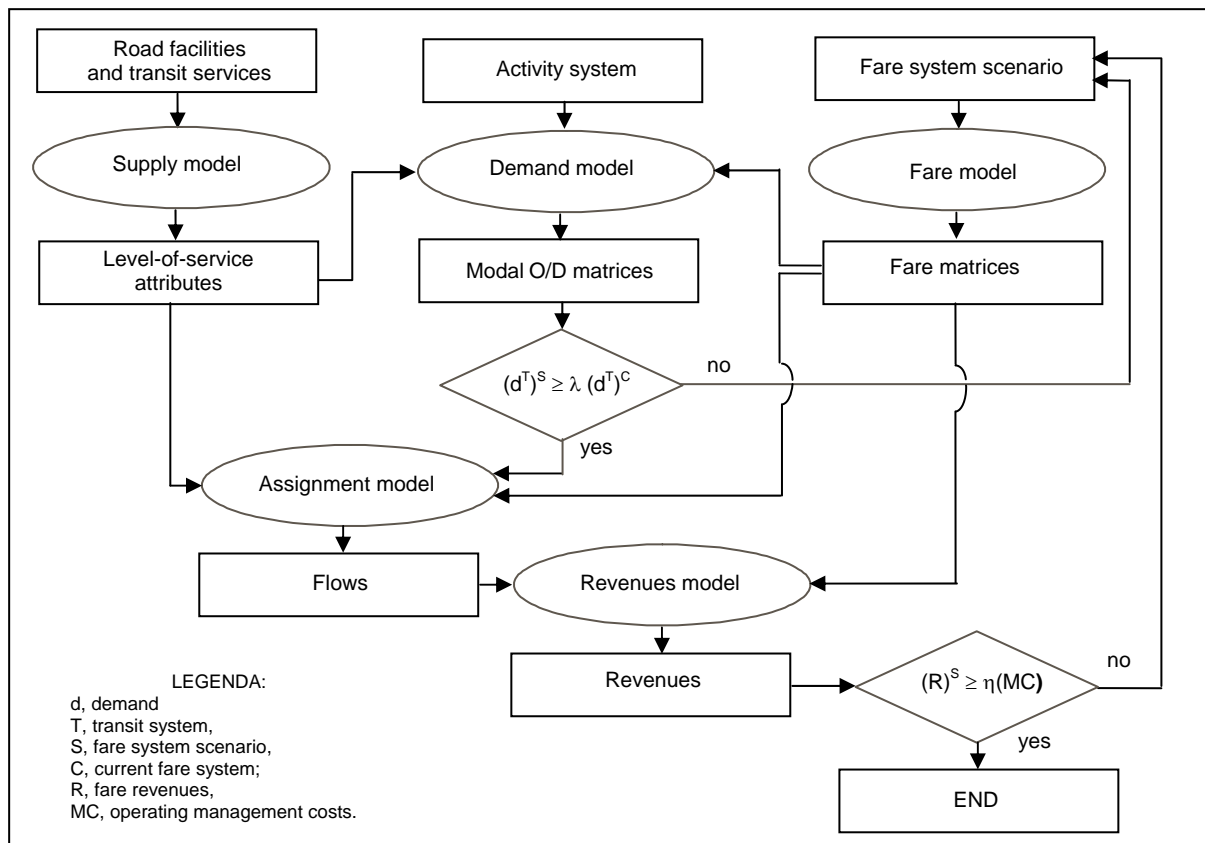 Road facilities
and transit services
Activity system
Fare system scenario
Supply model
Demand model
Fare model
Level-of-service
attributes
Modal O/D matrices
Fare matrices
(d^T)^S ≥ λ (d^T)^C
no
yes
Assignment model
Flows
Revenues model
Revenues
(R)^S ≥ η(MC)
no
yes
END
LEGENDA:
d, demand
T, transit system,
S, fare system scenario,
C, current fare system;
R, fare revenues,
MC, operating management costs.